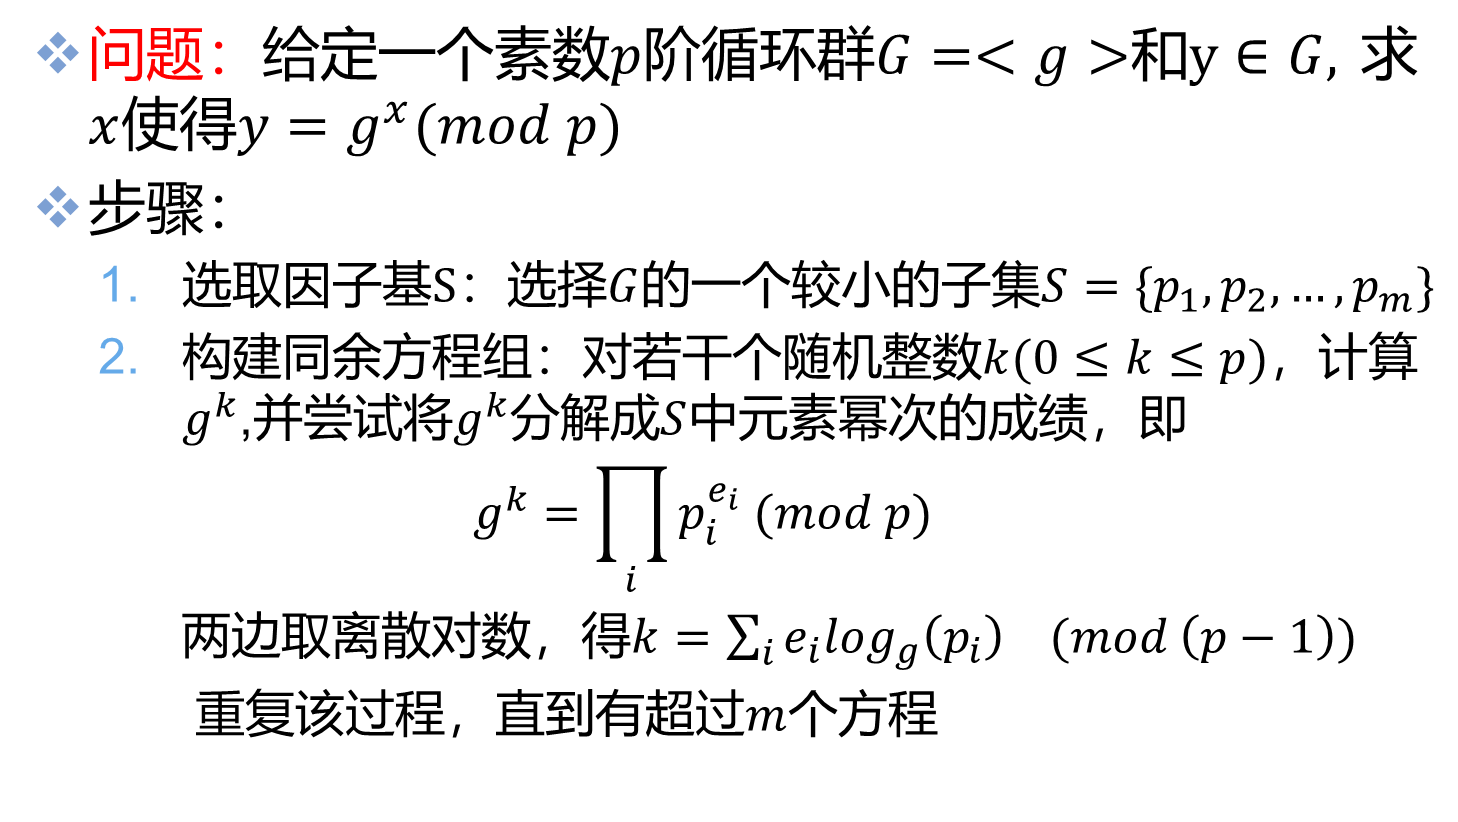 问题：给定一个素数p阶循环群G =< g >和y ∈ G, 求
x使得y = g^x(mod p)
步骤：
1. 选取因子基S：选择G的一个较小的子集S = {p_1, p_2, … , p_m}
2. 构建同余方程组：对若干个随机整数k(0 ≤ k ≤ p)，计算
g^k,并尝试将g^k分解成S中元素幂次的成绩，即
g^k = ∏_i p_i^{e_i} (mod p)
两边取离散对数，得k = ∑_i e_i log_g(p_i) (mod (p − 1))
重复该过程，直到有超过m个方程